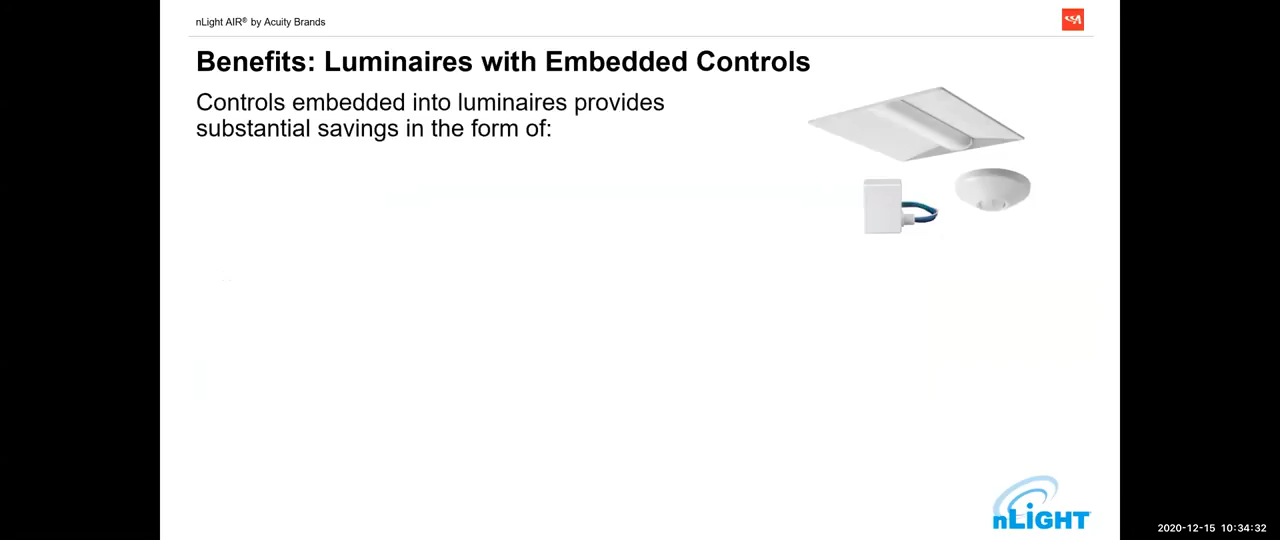 nLight AIR® by Acuity Brands
Benefits: Luminaires with Embedded Controls
Controls embedded into luminaires provides
substantial savings in the form of:
nLIGHT
2020-12-15 10:34:32